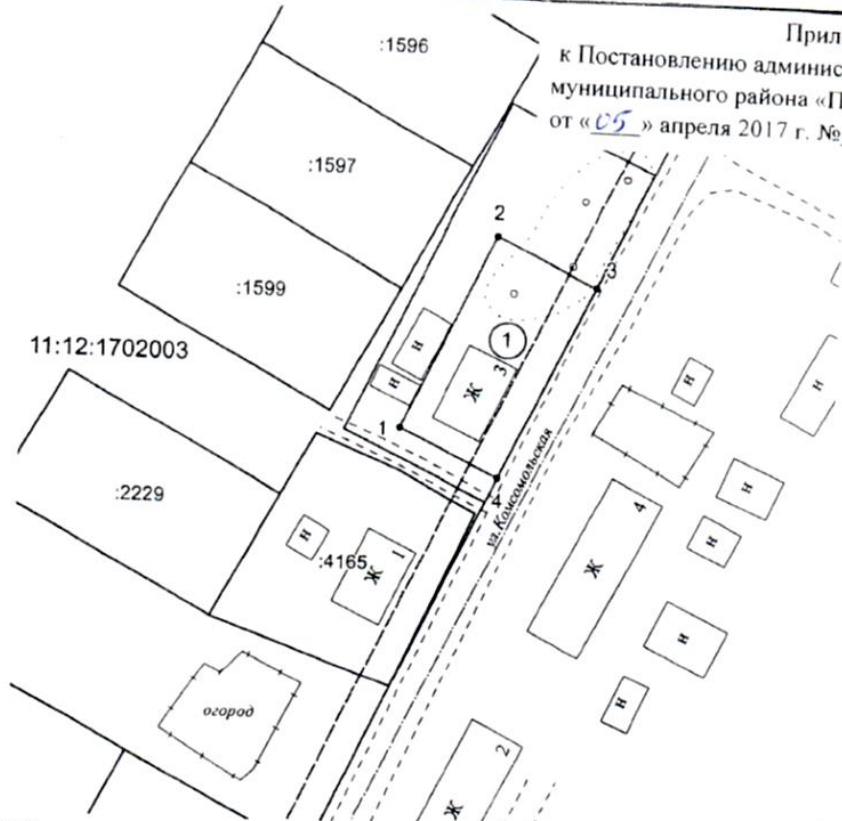 Прил
к Постановлению админис
муниципального района «П
от «05» апреля 2017 г. №
:1596
:1597
:1599
11:12:1702003
:2229
:4165
2
3
1
4
1
н
н
Ж
3
ул.Комсомольская
н
Ж
1
огород
н
н
н
н
н
н
Ж
4
Ж
2